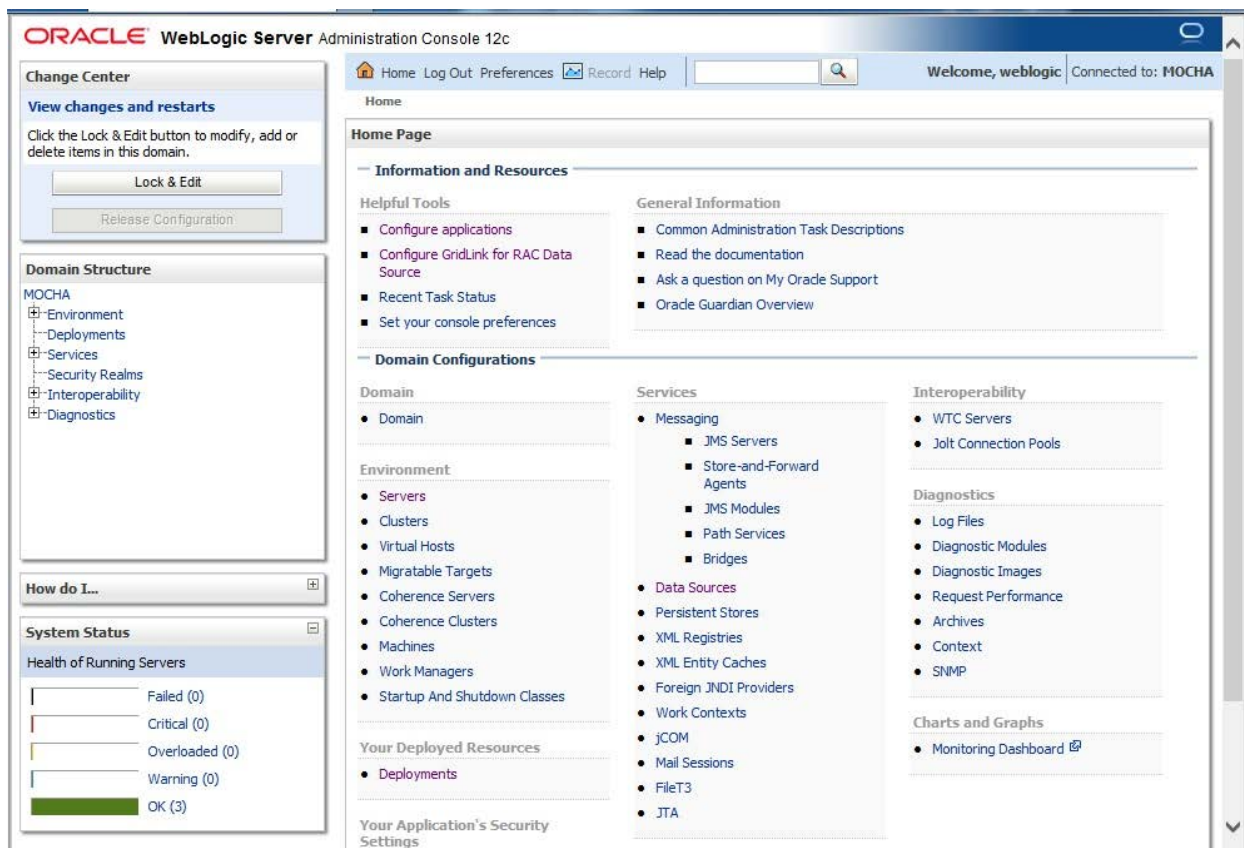 ORACLE WebLogic Server Administration Console 12c
Change Center
View changes and restarts
Click the Lock & Edit button to modify, add or
delete items in this domain.
Lock & Edit
Release Configuration
Domain Structure
MOCHA
Environment
Deployments
Services
Security Realms
Interoperability
Diagnostics
How do I...
System Status
Health of Running Servers
Failed (0)
Critical (0)
Overloaded (0)
Warning (0)
OK (3)
Home Log Out Preferences Record Help
Welcome, weblogic Connected to: MOCHA
Home
Home Page
Information and Resources
Helpful Tools
Configure applications
Configure GridLink for RAC Data
Source
Recent Task Status
Set your console preferences
General Information
Common Administration Task Descriptions
Read the documentation
Ask a question on My Oracle Support
Oracle Guardian Overview
Domain Configurations
Domain
Domain
Environment
Servers
Clusters
Virtual Hosts
Migratable Targets
Coherence Servers
Coherence Clusters
Machines
Work Managers
Startup And Shutdown Classes
Your Deployed Resources
Deployments
Your Application's Security
Settings
Services
Messaging
JMS Servers
Store-and-Forward
Agents
JMS Modules
Path Services
Bridges
Data Sources
Persistent Stores
XML Registries
XML Entity Caches
Foreign JNDI Providers
Work Contexts
jCOM
Mail Sessions
FileT3
JTA
Interoperability
WTC Servers
Jolt Connection Pools
Diagnostics
Log Files
Diagnostic Modules
Diagnostic Images
Request Performance
Archives
Context
SNMP
Charts and Graphs
Monitoring Dashboard